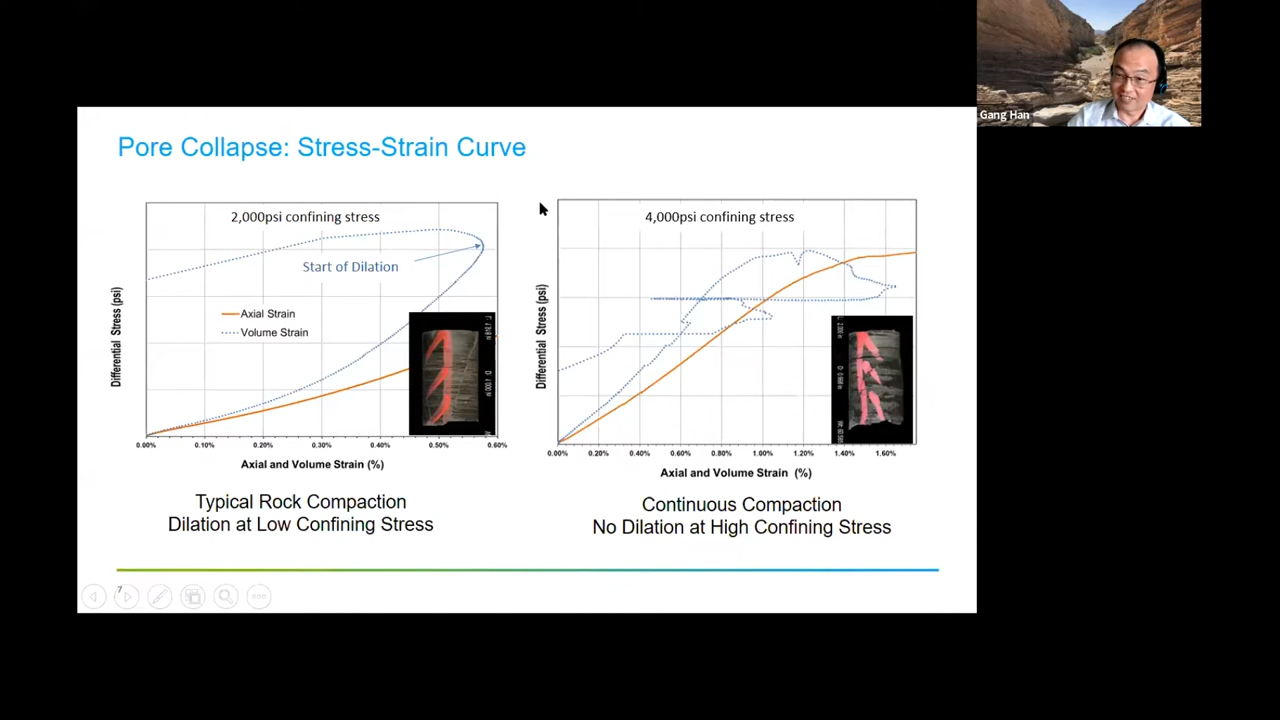 Gang Han
Pore Collapse: Stress-Strain Curve
2,000psi confining stress
Start of Dilation
Axial Strain
Volume Strain
Differential Stress (psi)
0.00%
0.10%
0.20%
0.30%
0.40%
0.50%
0.60%
Axial and Volume Strain (%)
Typical Rock Compaction
Dilation at Low Confining Stress
4,000psi confining stress
Differential Stress (psi)
0.00%
0.20%
0.40%
0.60%
0.80%
1.00%
1.20%
1.40%
1.60%
Axial and Volume Strain (%)
Continuous Compaction
No Dilation at High Confining Stress
7